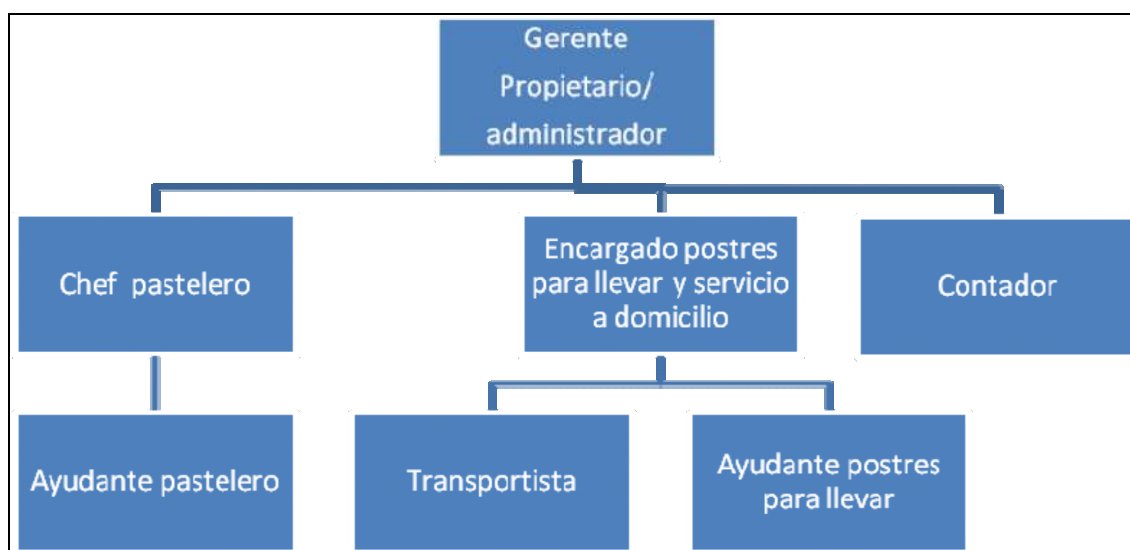 Gerente
Propietario/
administrador
Chef pastelero
Encargado postres
para llevar y servicio
a domicilio
Contador
Ayudante pastelero
Transportista
Ayudante postres
para llevar